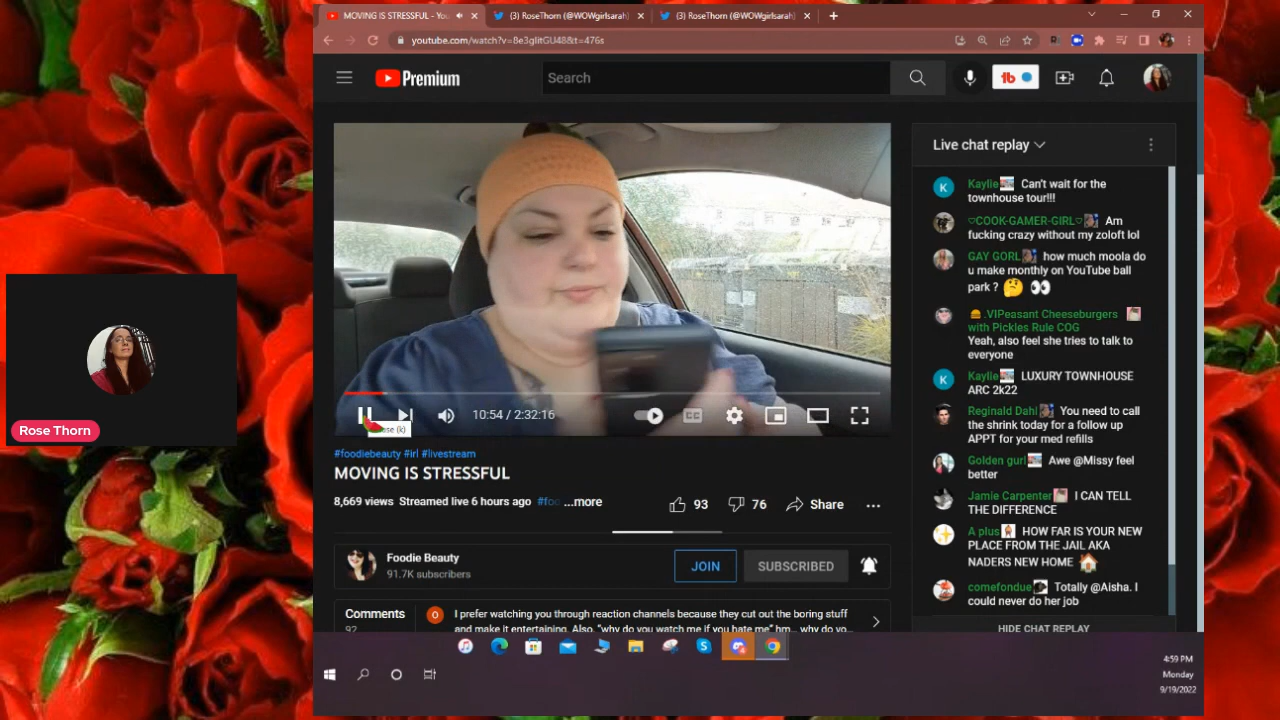 MOVING IS STRESSFUL - You
(3) RoseThorn (@WOWgirlsarah)
(3) RoseThorn (@WOWgirlsarah)
Premium
Search
Live chat replay
Kaylie Can't wait for the
townhouse tour!!!
♡COOK-GAMER-GIRL♡ Am
fucking crazy without my zoloft lol
GAY GORL how much moola do
u make monthly on YouTube ball
park ? 🤔 👀
🍔.VIPeasant Cheeseburgers
with Pickles Rule COG
Yeah, also feel she tries to talk to
everyone
Kaylie LUXURY TOWNHOUSE
ARC 2k22
Reginald Dahl You need to call
the shrink today for a follow up
APPT for your med refills
Golden gurl Awe @Missy feel
better
Jamie Carpenter I CAN TELL
THE DIFFERENCE
A plus HOW FAR IS YOUR NEW
PLACE FROM THE JAIL AKA
NADERS NEW HOME 🏠
comefondue Totally @Aisha. I
could never do her job
HIDE CHAT REPLAY
10:54 / 2:32:16
CC
(k)
#foodiebeauty #irl #livestream
MOVING IS STRESSFUL
8,669 views Streamed live 6 hours ago #foo ...more
93
76
Share
Foodie Beauty
91.7K subscribers
JOIN
SUBSCRIBED
Comments
92
I prefer watching you through reaction channels because they cut out the boring stuff
and make it entertaining. Also, "why do you watch me if you hate me" hm... why do yo...
Rose Thorn
4:59 PM
Monday
9/19/2022